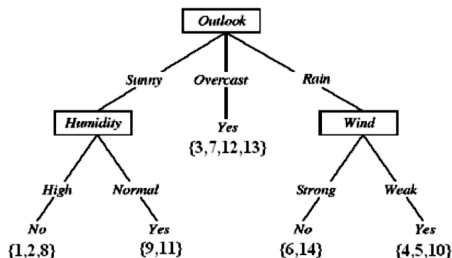 Outlook
Sunny Overcast Rain
Humidity Yes Wind
{3,7,12,13}
High Normal Strong Weak
No Yes No Yes
{1,2,8} {9,11} {6,14} {4,5,10}